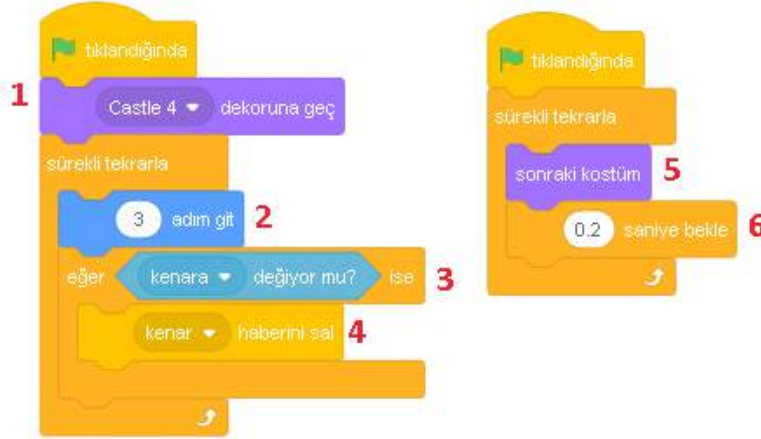 tıklandığında
1 Castle 4 dekoruna geç
sürekli tekrarla
3 adım git 2
eğer kenara değiyor mu? ise 3
kenar haberini sal 4
tıklandığında
sürekli tekrarla
sonraki kostüm 5
0.2 saniye bekle 6